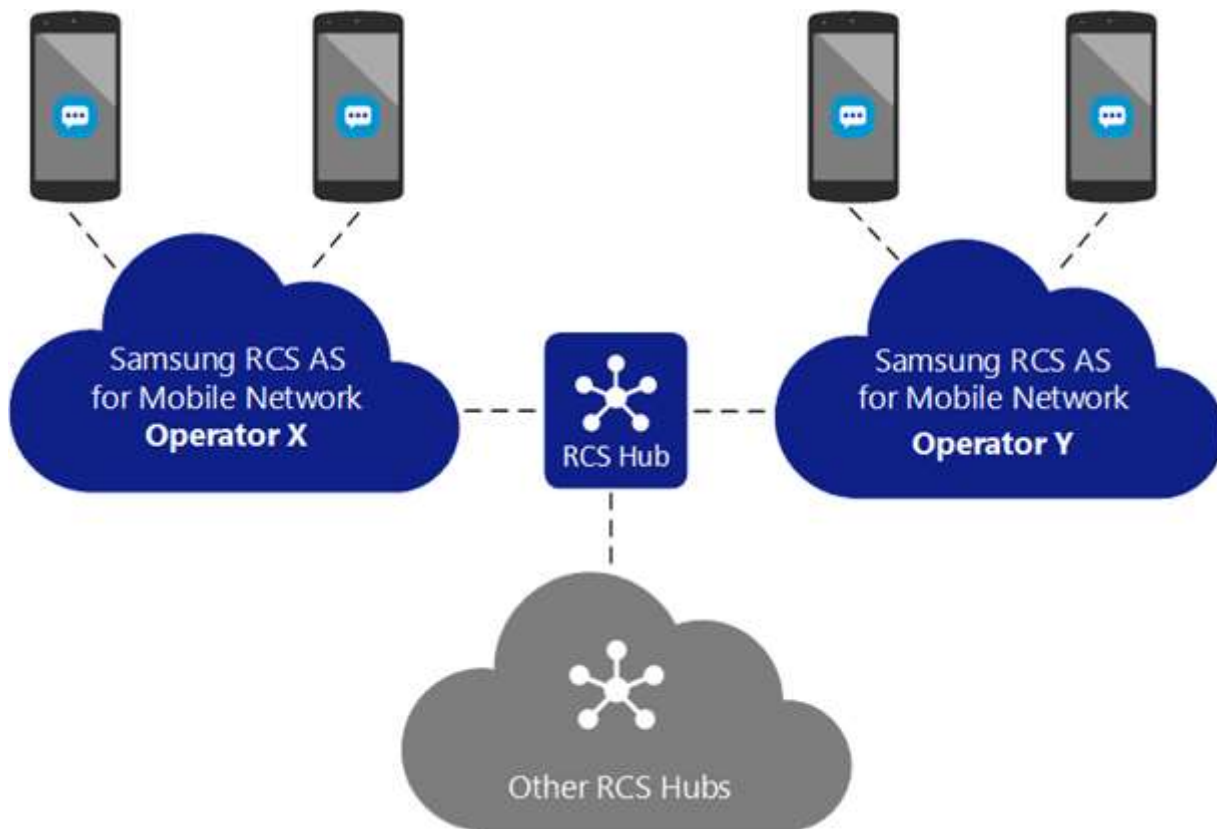 Samsung RCS AS
for Mobile Network
Operator X
RCS Hub
Samsung RCS AS
for Mobile Network
Operator Y
Other RCS Hubs